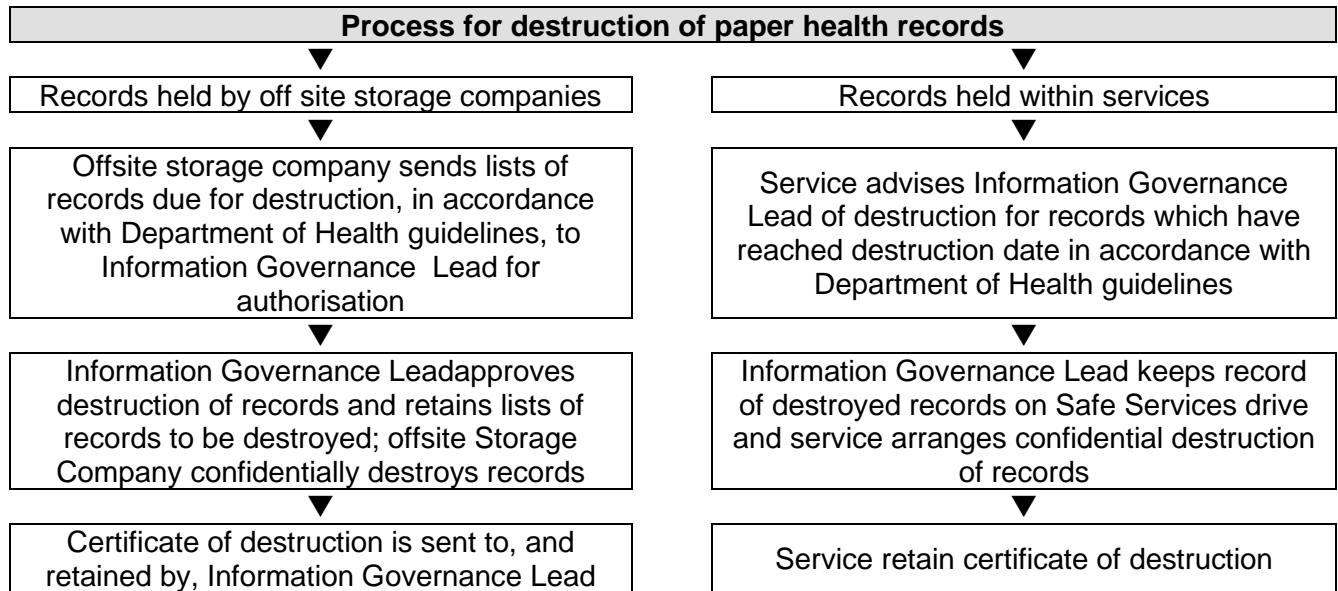 Process for destruction of paper health records
Records held by off site storage companies
Offsite storage company sends lists of
records due for destruction, in accordance
with Department of Health guidelines, to
Information Governance Lead for
authorisation
Information Governance Leadapproves
destruction of records and retains lists of
records to be destroyed; offsite Storage
Company confidentially destroys records
Certificate of destruction is sent to, and
retained by, Information Governance Lead
Records held within services
Service advises Information Governance
Lead of destruction for records which have
reached destruction date in accordance with
Department of Health guidelines
Information Governance Lead keeps record
of destroyed records on Safe Services drive
and service arranges confidential destruction
of records
Service retain certificate of destruction